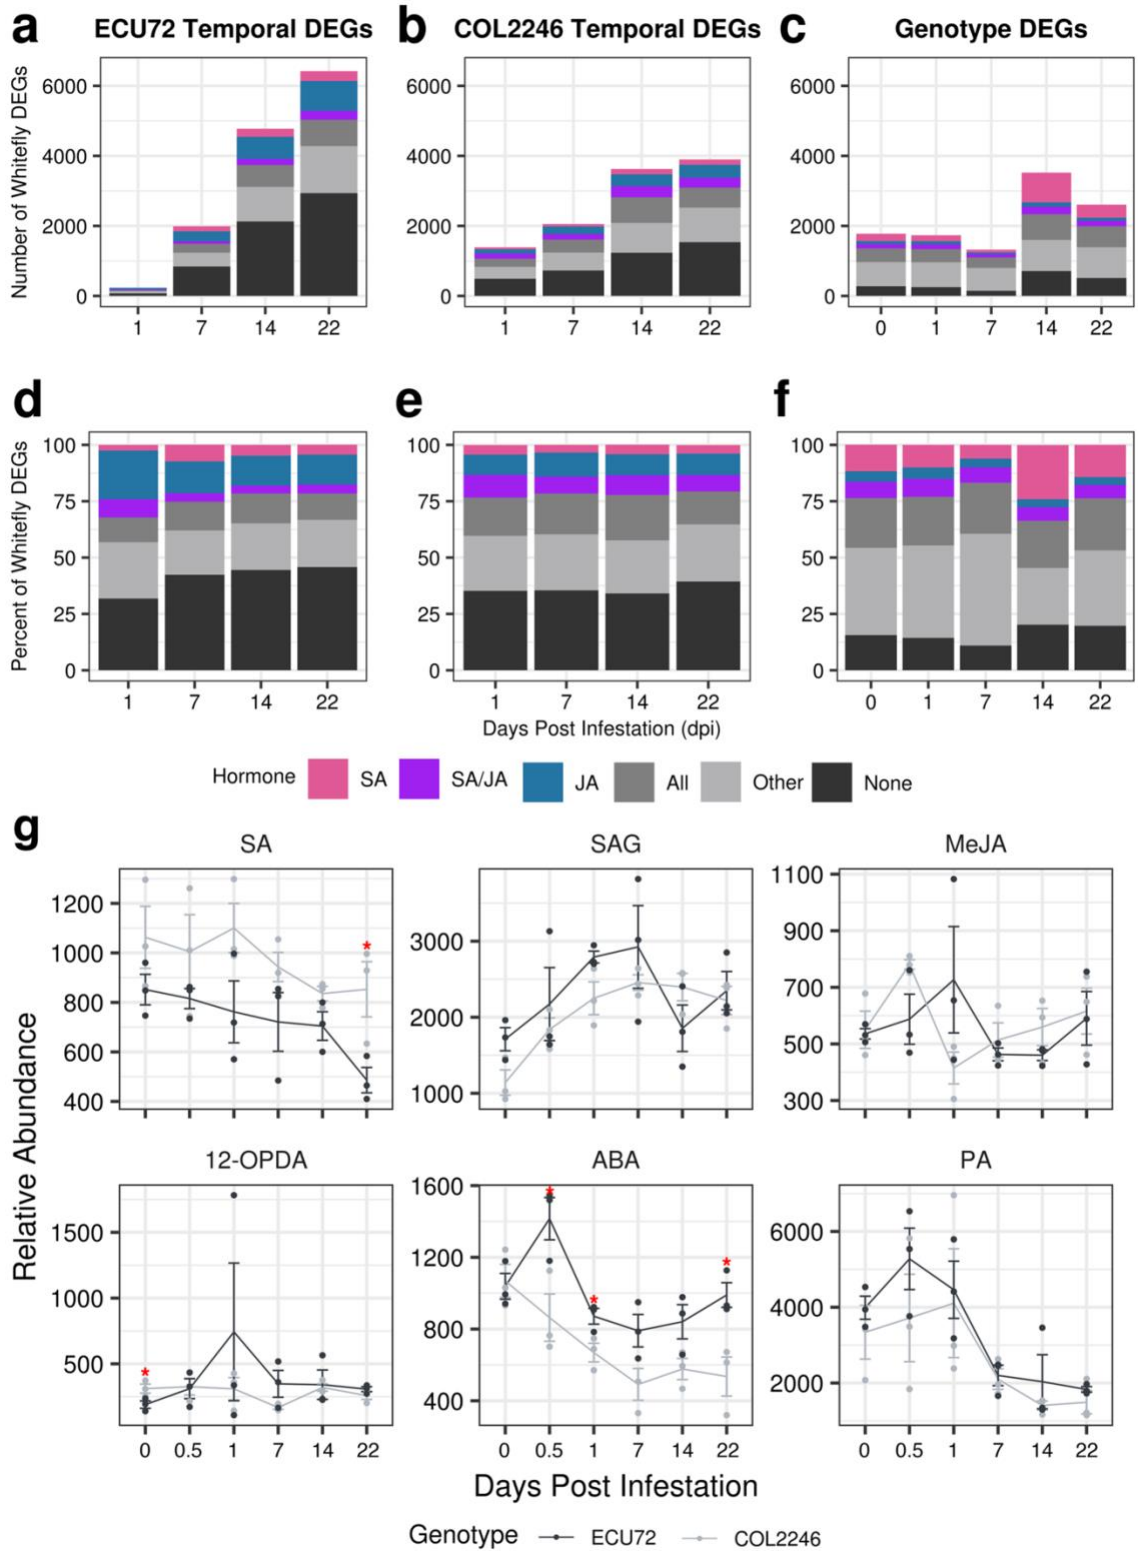 a ECU72 Temporal DEGs b COL2246 Temporal DEGs c Genotype DEGs
Number of Whitefly DEGs
6000 6000 6000
4000 4000 4000
2000 2000 2000
0 0 0
1 7 14 22 1 7 14 22 0 1 7 14 22
d e f
Percent of Whitefly DEGs
100 100 100
75 75 75
50 50 50
25 25 25
0 0 0
1 7 14 22 1 7 14 22 0 1 7 14 22
Days Post Infestation (dpi)
Hormone SA SA/JA JA All Other None
g
Relative Abundance
SA SAG MeJA
1200
1000
800
600
400
3000
2000
1000
1100
900
700
500
300
*
12-OPDA ABA PA
1500
1000
500
1600
1200
800
400
6000
4000
2000
*
* * *
0 0.5 1 7 14 22 0 0.5 1 7 14 22 0 0.5 1 7 14 22
Days Post Infestation
Genotype ECU72 COL2246